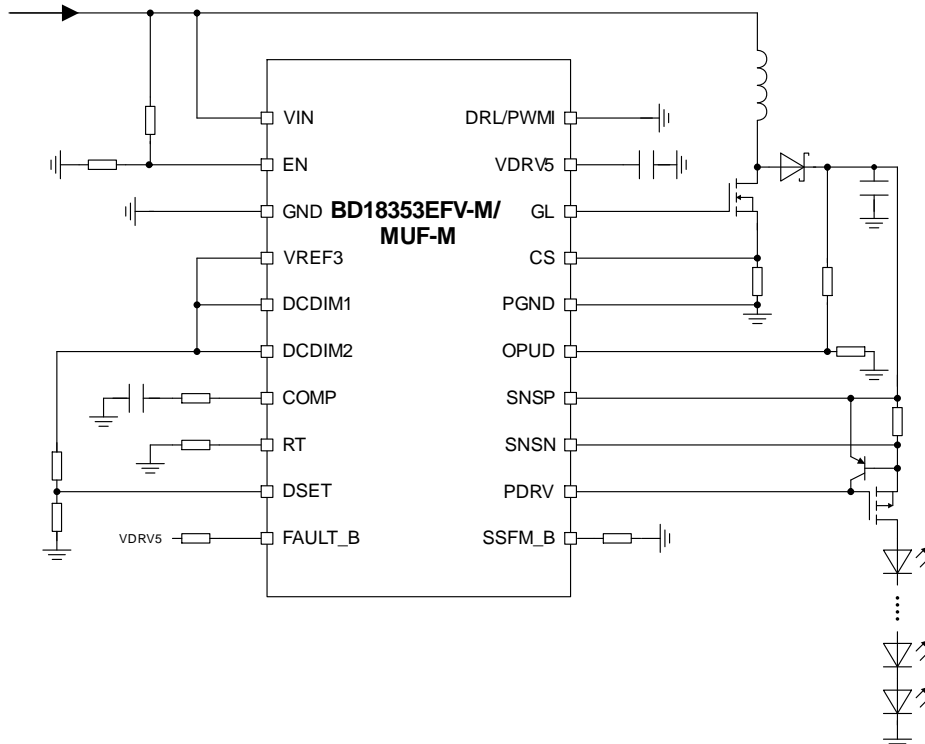 VIN
EN
GND
VREF3
DCDIM1
DCDIM2
COMP
RT
DSET
FAULT_B
VDRV5
BD18353EFV-M/
MUF-M
DRL/PWMI
VDRV5
GL
CS
PGND
OPUD
SNSP
SNSN
PDRV
SSFM_B